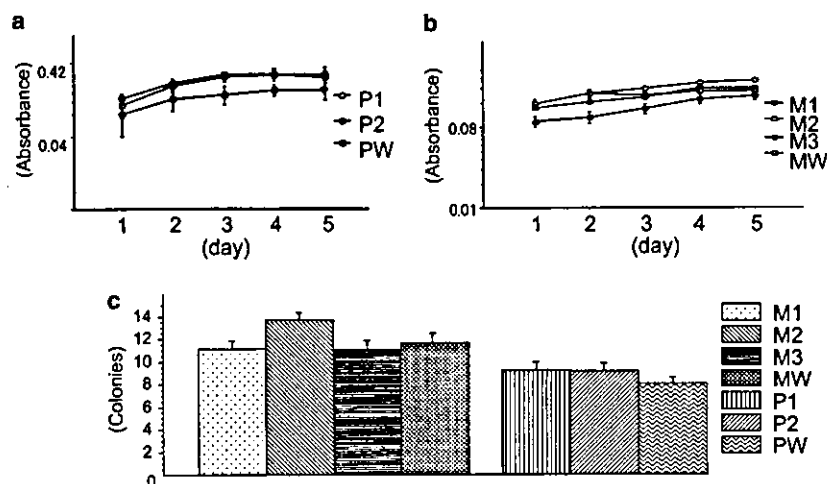 a
(Absorbance)
0.42
0.04
1 2 3 4 5
(day)
P1
P2
PW
b
(Absorbance)
0.08
0.01
1 2 3 4 5
(day)
M1
M2
M3
MW
c
(Colonies)
14
12
10
8
6
4
2
0
M1
M2
M3
MW
P1
P2
PW